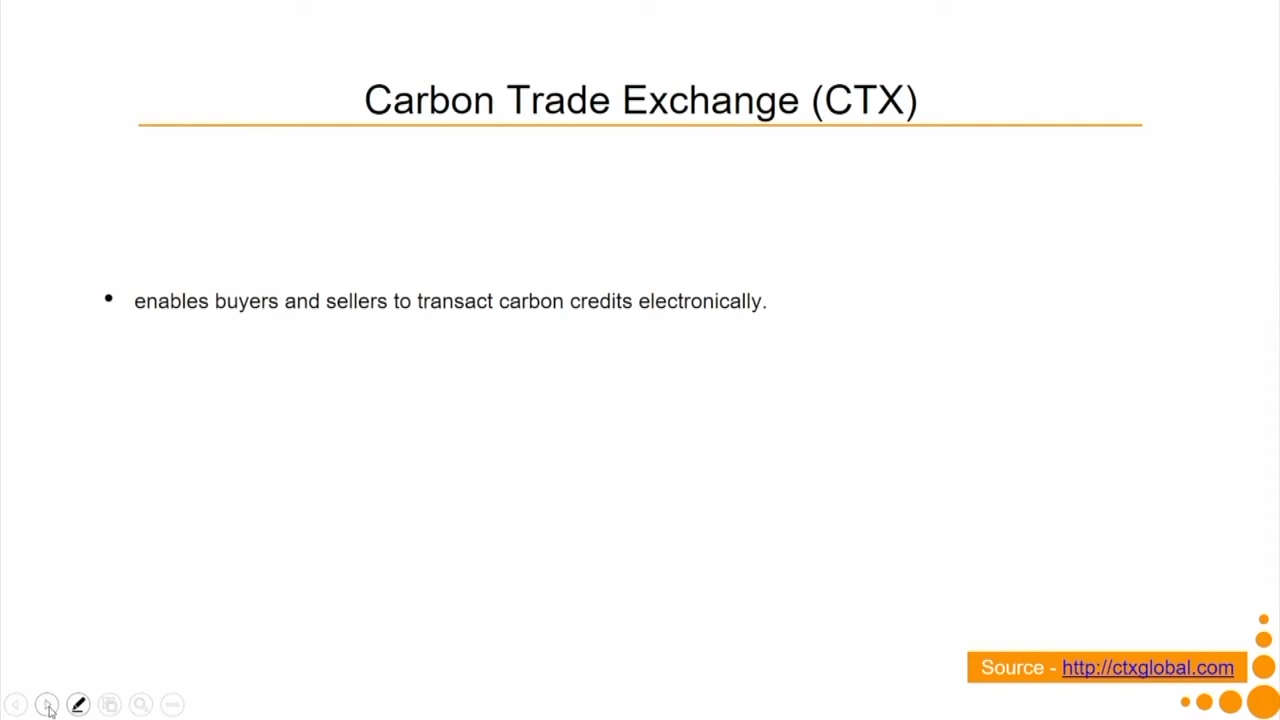 Carbon Trade Exchange (CTX)
• enables buyers and sellers to transact carbon credits electronically.
Source - http://ctxglobal.com